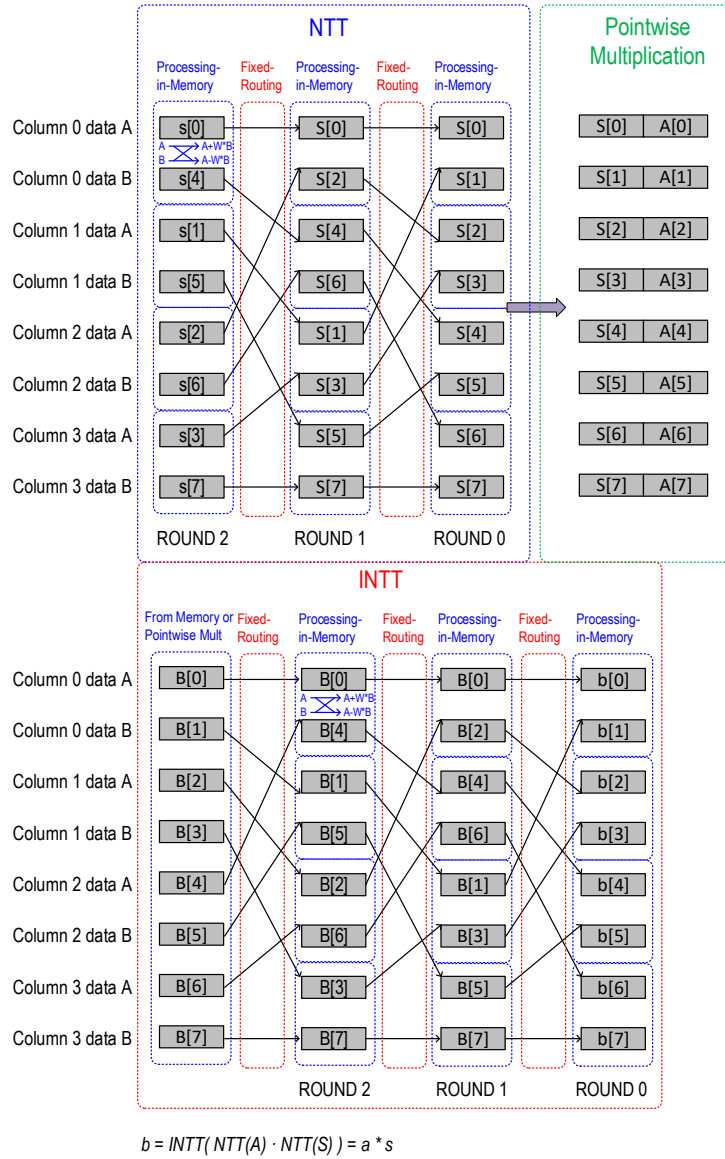 NTT
Pointwise
Multiplication
Processing-
in-Memory
Fixed-
Routing
Processing-
in-Memory
Fixed-
Routing
Processing-
in-Memory
Column 0 data A s[0] S[0] S[0] S[0] A[0]
A A+W*B
B A-W*B
Column 0 data B s[4] S[2] S[1] S[1] A[1]
Column 1 data A s[1] S[4] S[2] S[2] A[2]
Column 1 data B s[5] S[6] S[3] S[3] A[3]
Column 2 data A s[2] S[1] S[4] S[4] A[4]
Column 2 data B s[6] S[3] S[5] S[5] A[5]
Column 3 data A s[3] S[5] S[6] S[6] A[6]
Column 3 data B s[7] S[7] S[7] S[7] A[7]
ROUND 2 ROUND 1 ROUND 0
INTT
From Memory or
Pointwise Mult
Fixed-
Routing
Processing-
in-Memory
Fixed-
Routing
Processing-
in-Memory
Fixed-
Routing
Processing-
in-Memory
Column 0 data A B[0] B[0] B[0] b[0]
A A+W*B
B A-W*B
Column 0 data B B[1] B[4] B[2] b[1]
Column 1 data A B[2] B[1] B[4] b[2]
Column 1 data B B[3] B[5] B[6] b[3]
Column 2 data A B[4] B[2] B[1] b[4]
Column 2 data B B[5] B[6] B[3] b[5]
Column 3 data A B[6] B[3] B[5] b[6]
Column 3 data B B[7] B[7] B[7] b[7]
ROUND 2 ROUND 1 ROUND 0
b = INTT( NTT(A) · NTT(S) ) = a * s